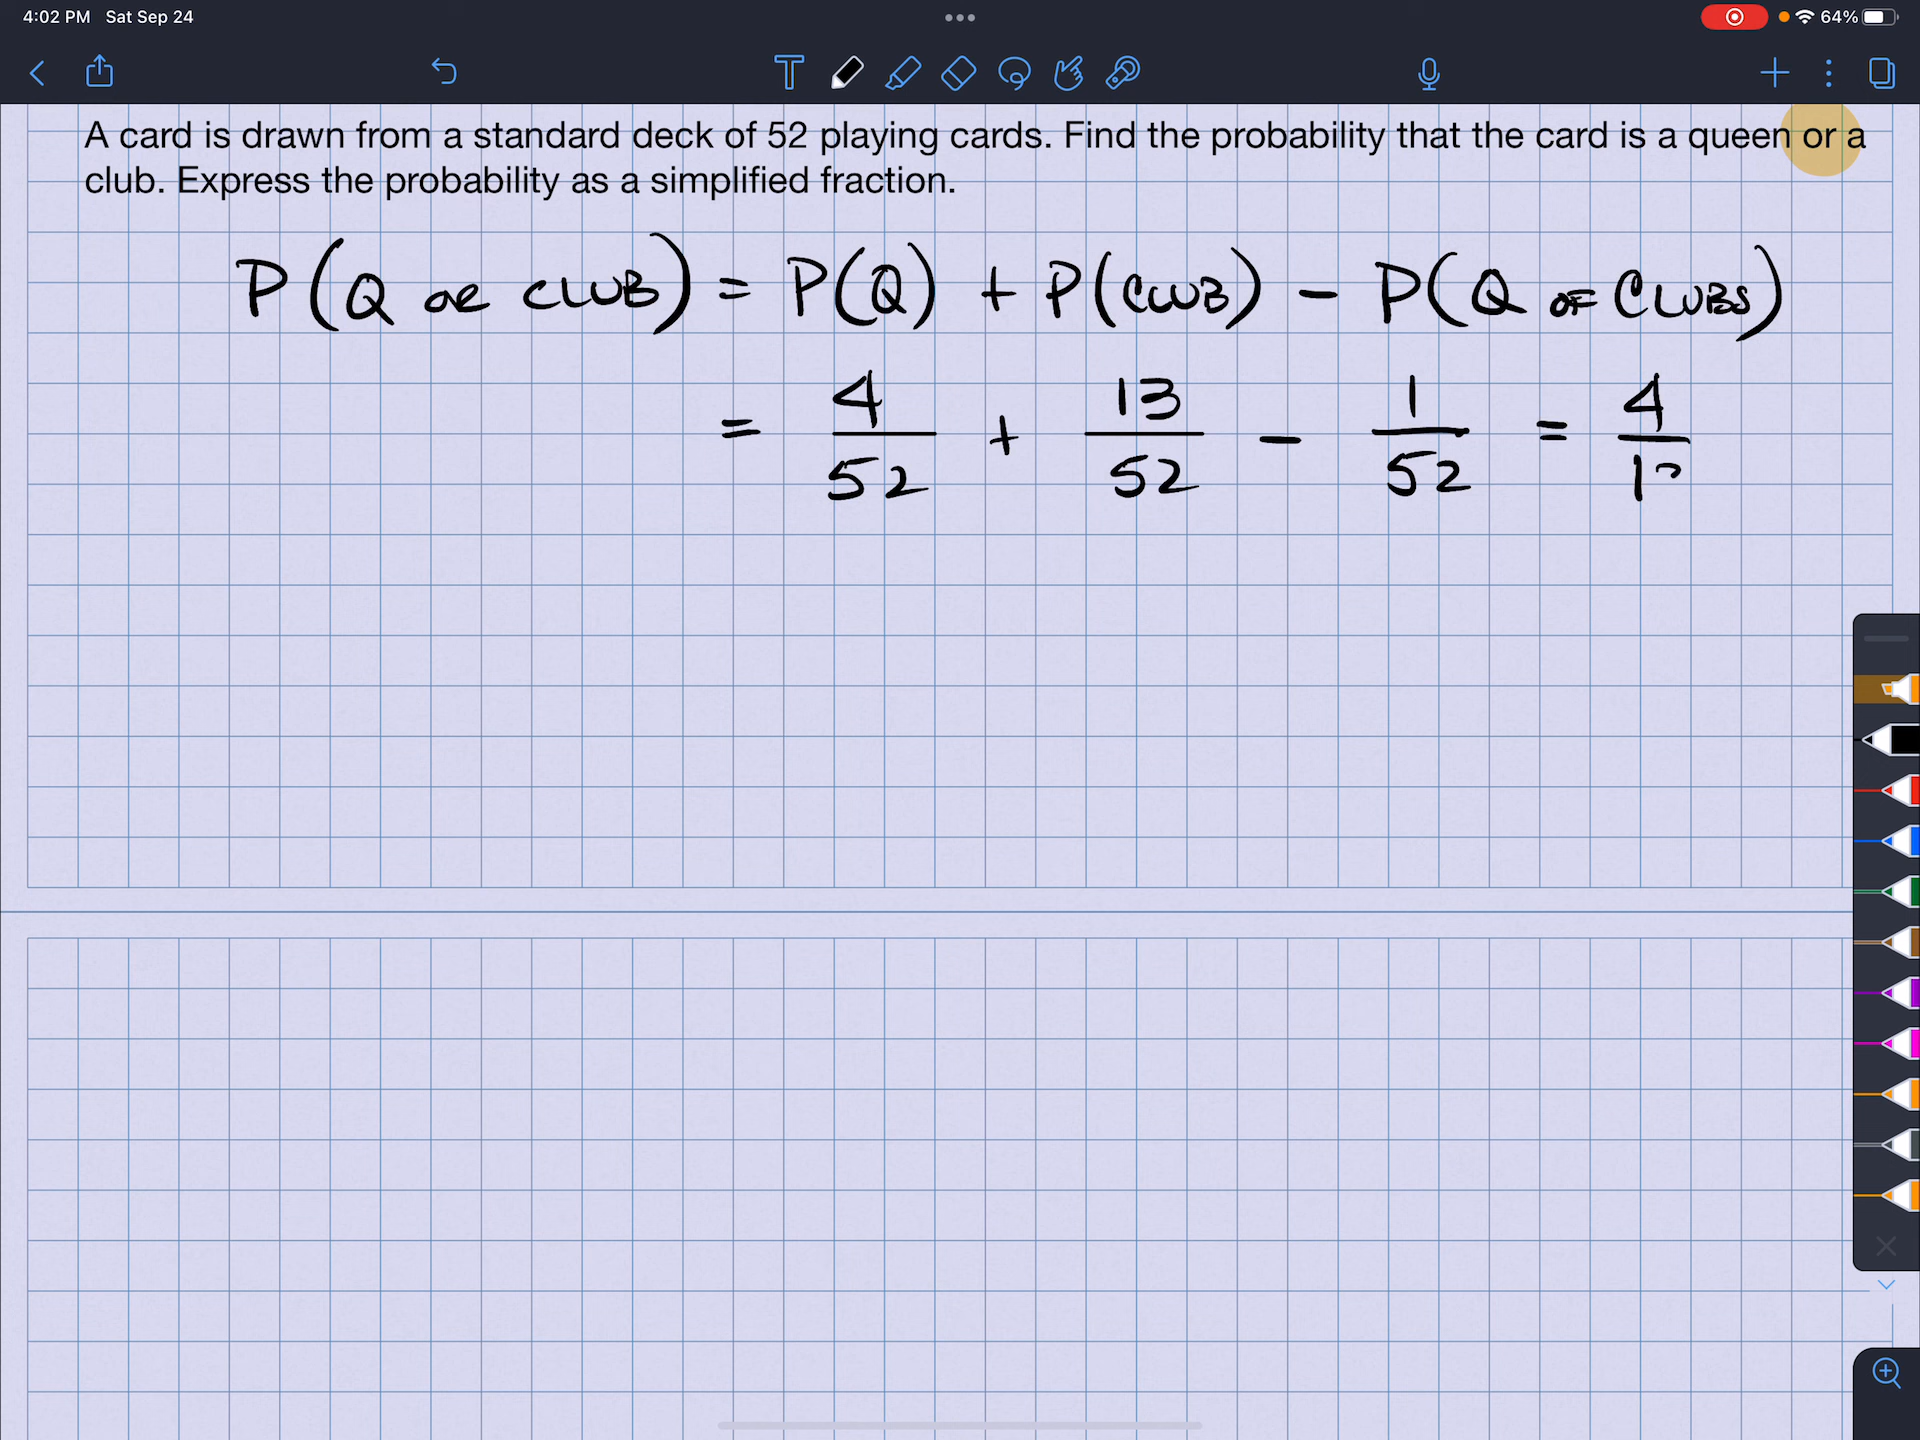 4:02 PM Sat Sep 24
64%
A card is drawn from a standard deck of 52 playing cards. Find the probability that the card is a queen or a
club. Express the probability as a simplified fraction.
P(Q OR CLUB) = P(Q) + P(CLUB) - P(Q OF CLUBS)
= 4/52 + 13/52 - 1/52 = 4/1